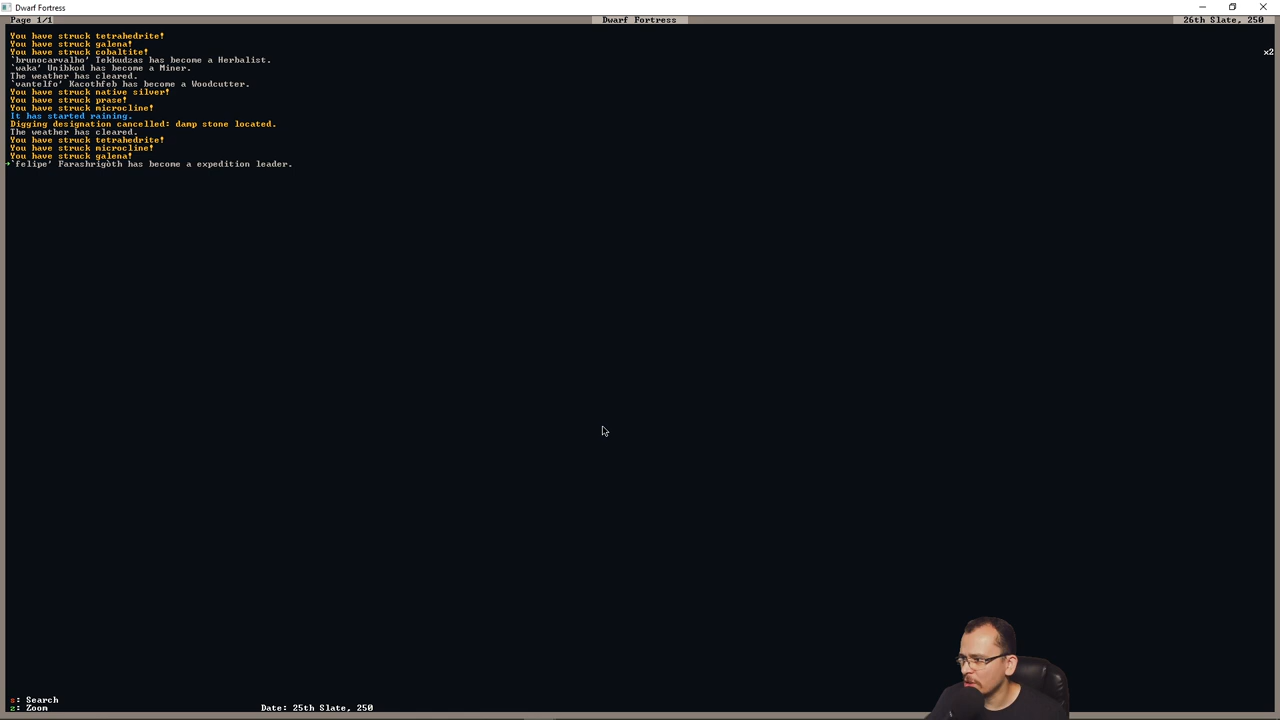 Dwarf Fortress
Page 1/1
Dwarf Fortress
26th Slate, 250
You have struck tetrahedrite!
You have struck galena!
You have struck cobaltite!
x2
`brunocarvalho' Tekkudzas has become a Herbalist.
`waka' Unibkod has become a Miner.
The weather has cleared.
`vantelfo' Kacothfeb has become a Woodcutter.
You have struck native silver!
You have struck prase!
You have struck microcline!
It has started raining.
Digging designation cancelled: damp stone located.
The weather has cleared.
You have struck tetrahedrite!
You have struck microcline!
You have struck galena!
`felipe' Farashrigòth has become a expedition leader.
s: Search
z: Zoom
Date: 25th Slate, 250